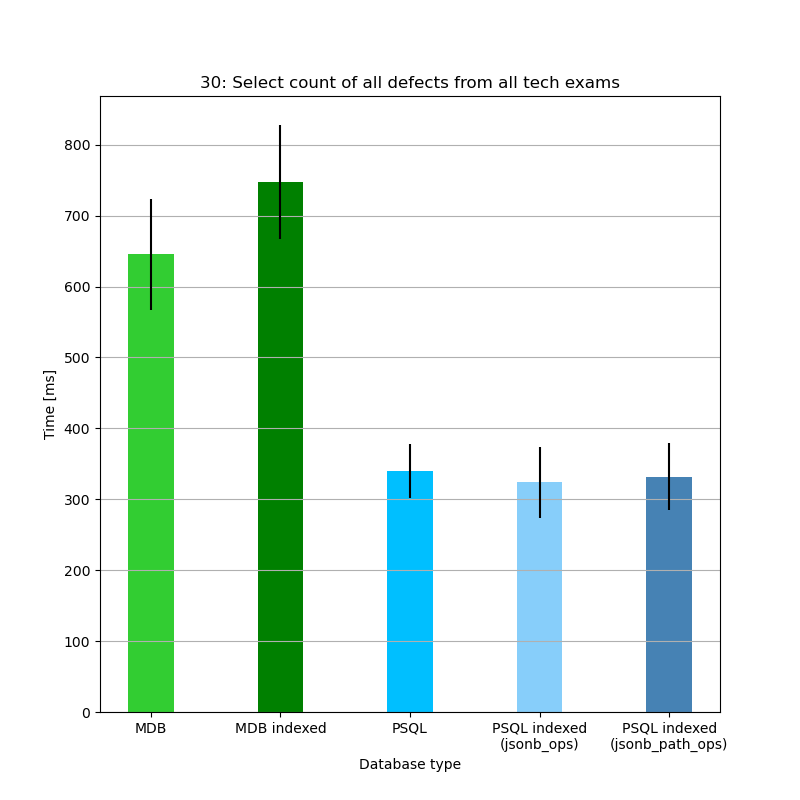 30: Select count of all defects from all tech exams
800
700
600
500
400
300
200
100
0
Time [ms]
MDB
MDB indexed
PSQL
PSQL indexed
(jsonb_ops)
PSQL indexed
(jsonb_path_ops)
Database type